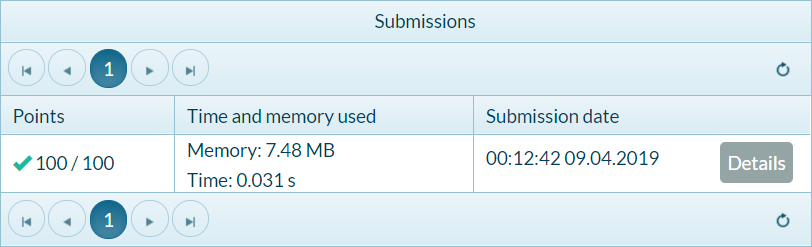 Submissions
1
Points Time and memory used Submission date
100 / 100 Memory: 7.48 MB 00:12:42 09.04.2019 Details
Time: 0.031 s
1